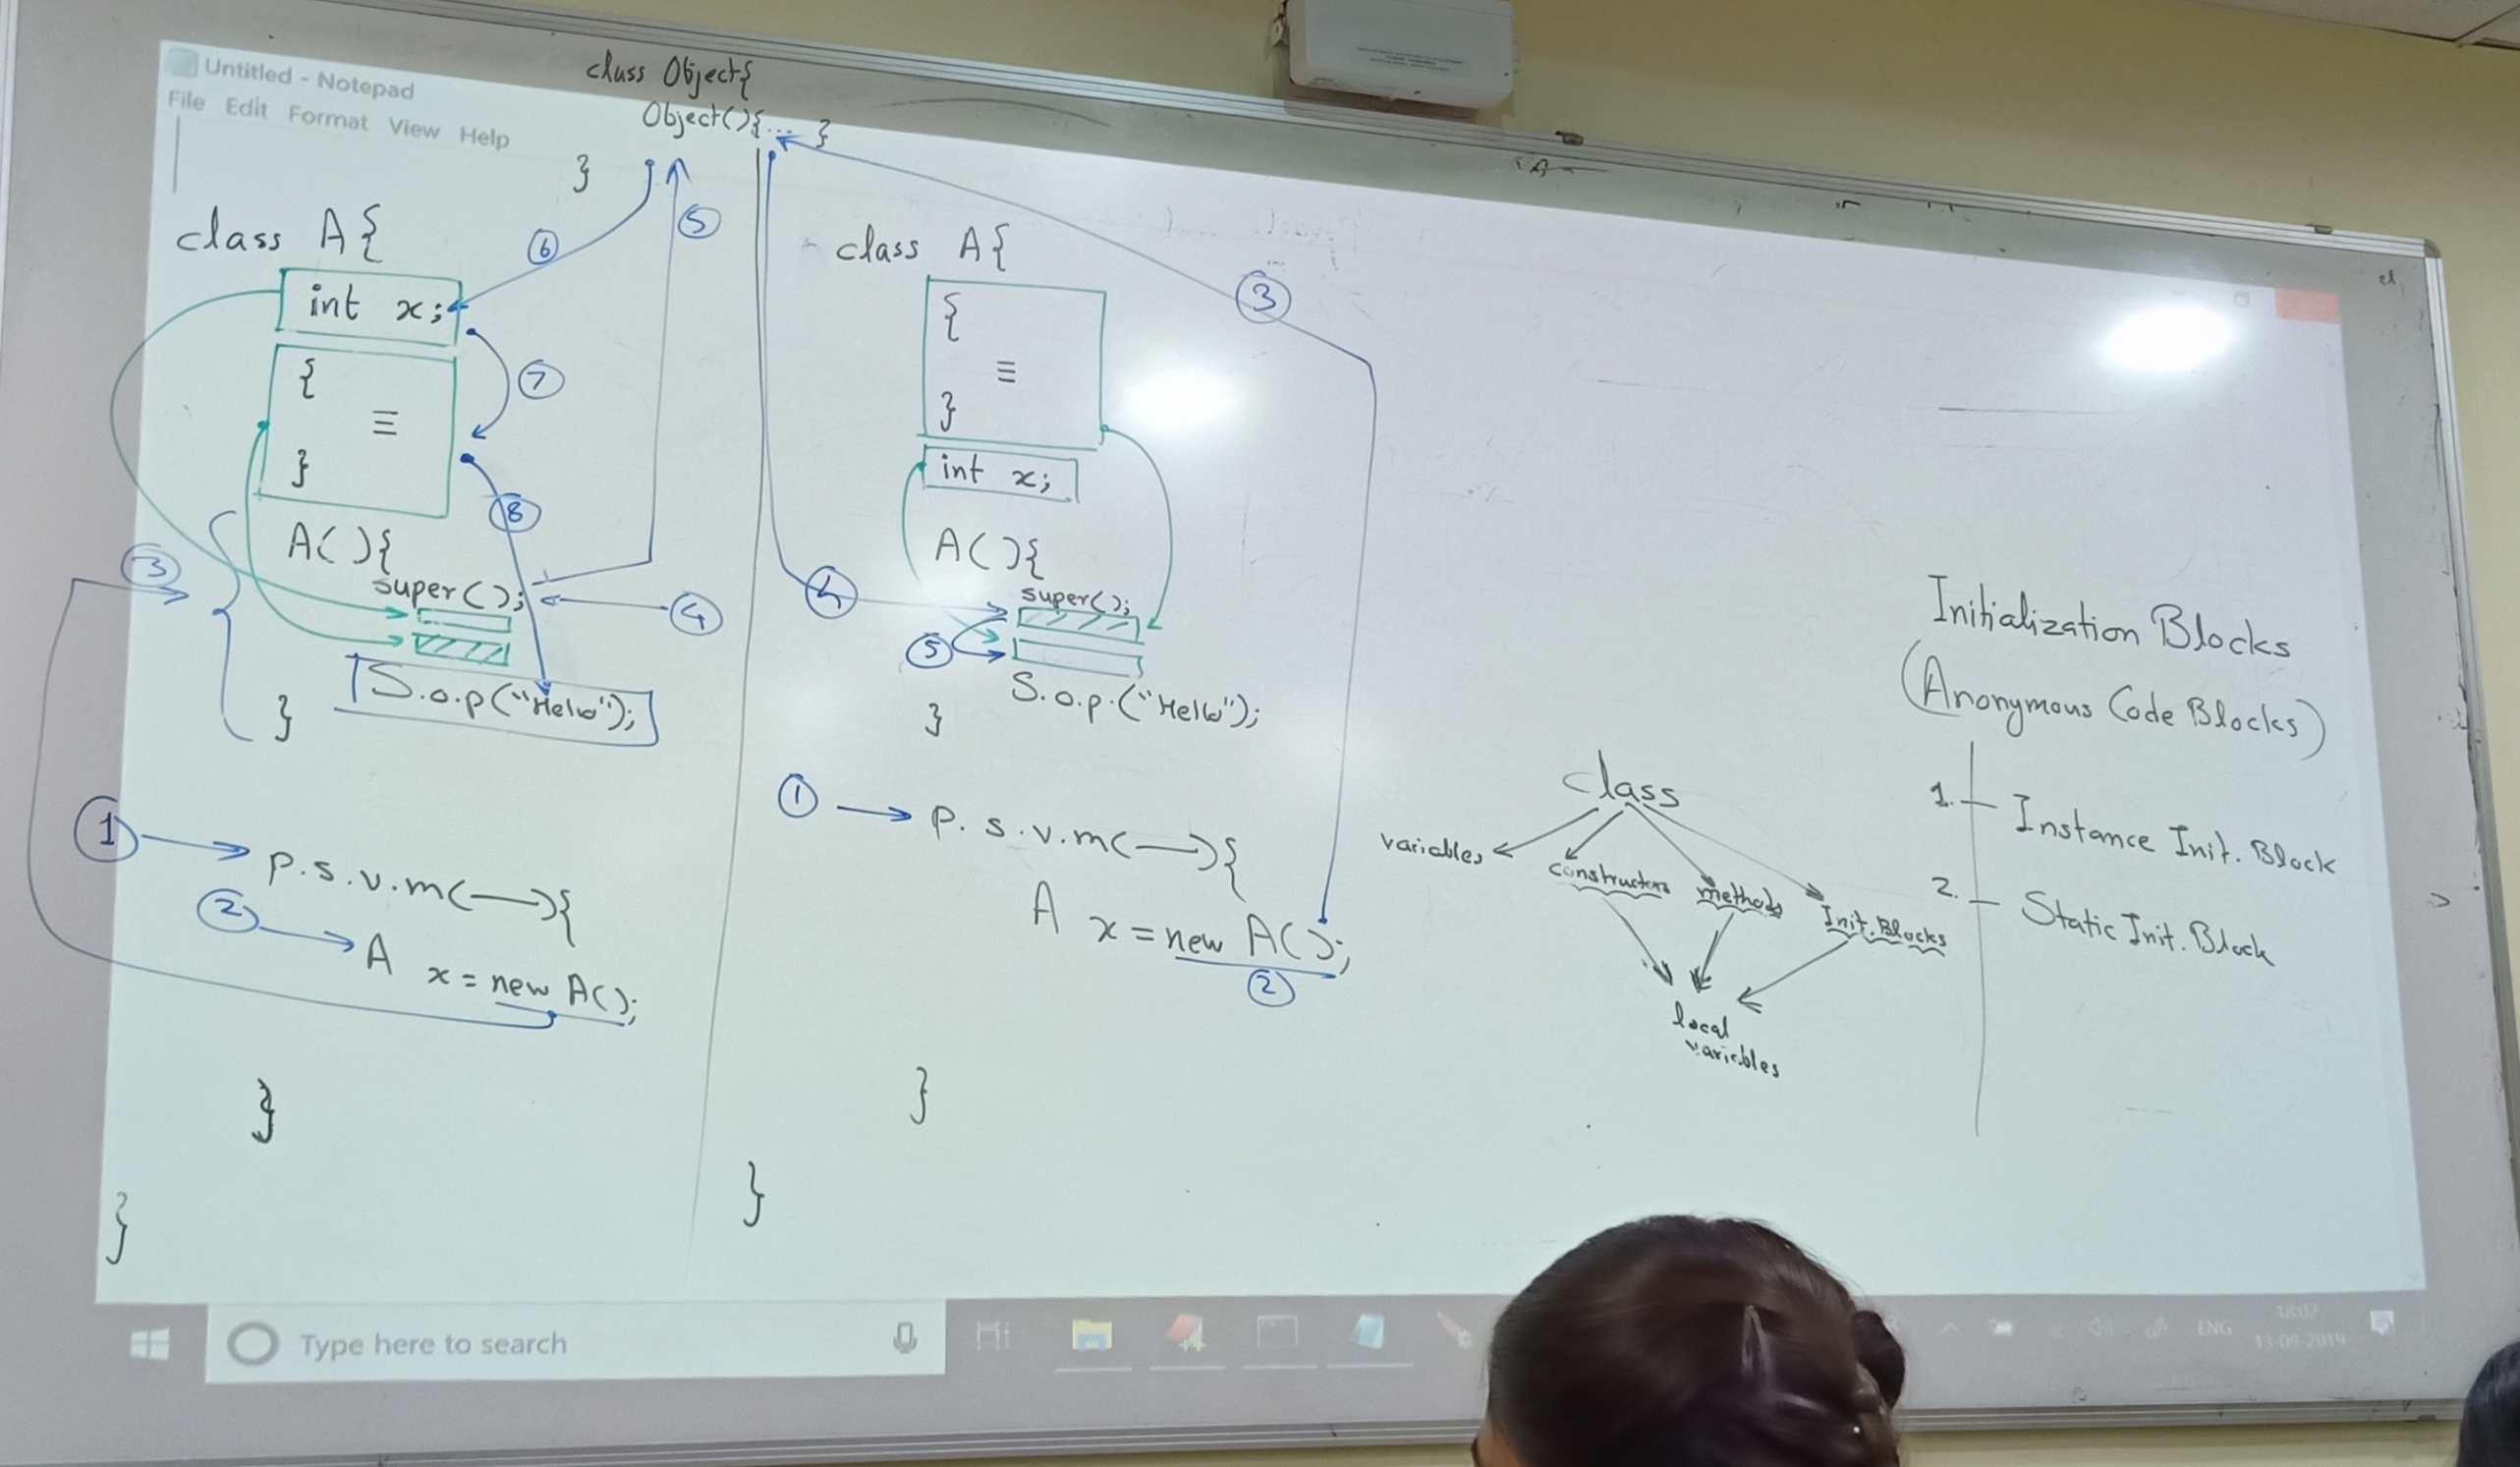 Untitled - Notepad
File Edit Format View Help
class Object{
Object(){... }
}
class A{
int x;
{
≡
}
A(){
super();
S.o.p("Hello");
}
p.s.v.m(—){
A x = new A();
}
}
1
2
3
4
5
6
7
8
class A{
{
≡
}
int x;
A(){
super();
S.o.p.("Hello");
}
p.s.v.m(—){
A x = new A();
}
}
1
2
3
4
5
class
variables
constructors
methods
Init.Blocks
local
variables
Initialization Blocks
(Anonymous Code Blocks)
1. Instance Init. Block
2. Static Init. Block
Type here to search
ENG
18:02
13-09-2019